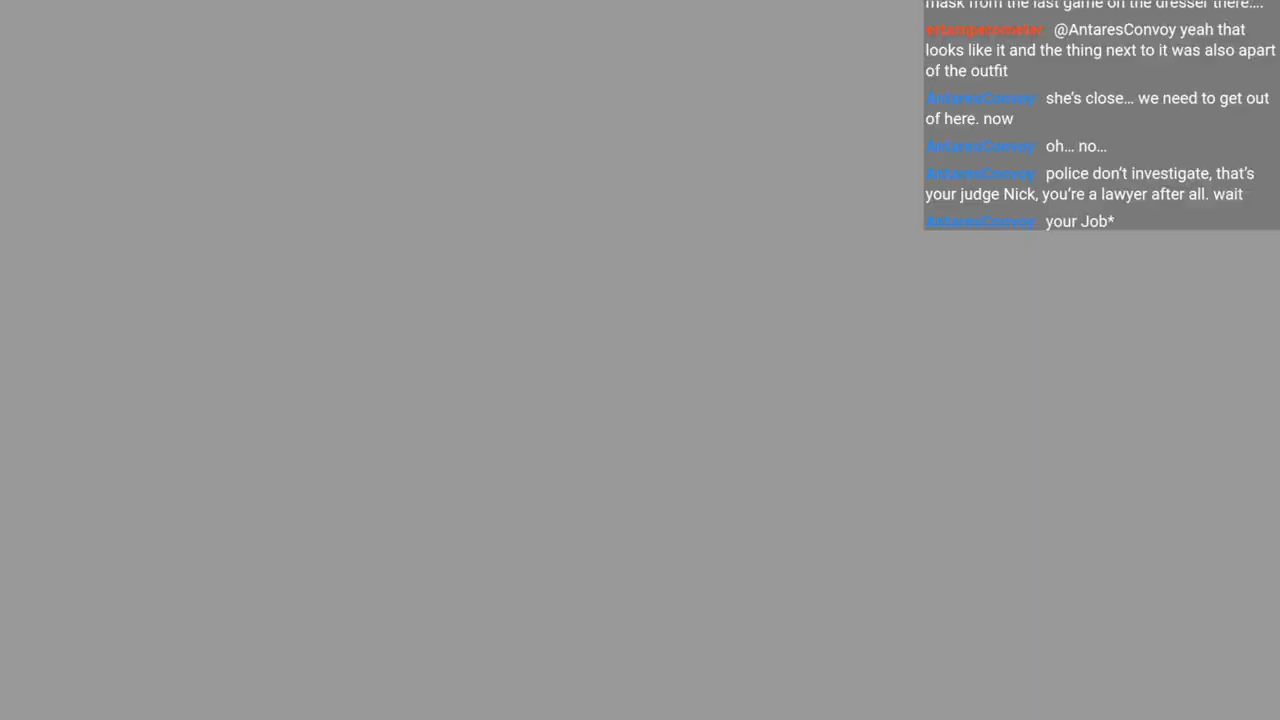 mask from the last game on the dresser there....
@AntaresConvoy yeah that
looks like it and the thing next to it was also apart
of the outfit
AntaresConvoy she's close... we need to get out
of here. now
AntaresConvoy oh... no...
AntaresConvoy police don't investigate, that's
your judge Nick, you're a lawyer after all. wait
AntaresConvoy your Job*